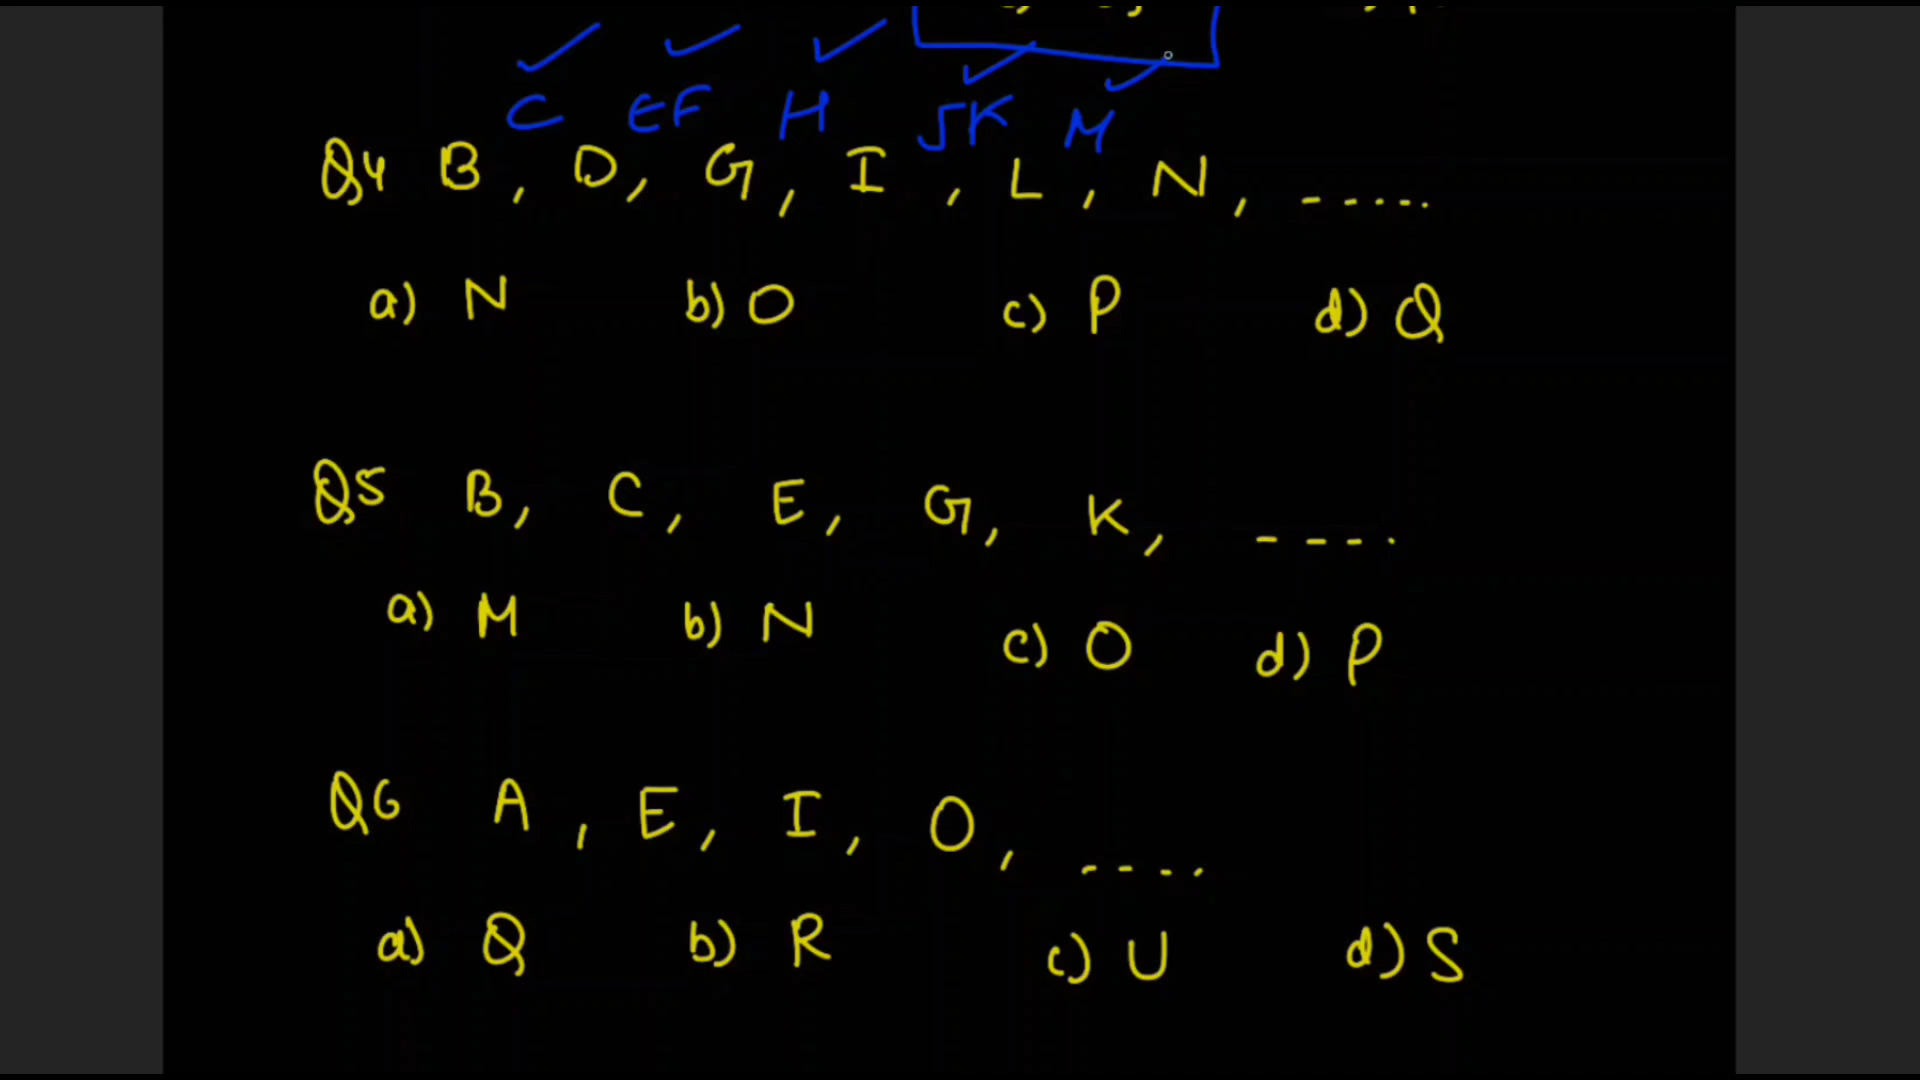 C EF H JK M
Q4 B, D, G, I, L, N, -----
a) N b) O c) P d) Q
Q5 B, C, E, G, K, ----
a) M b) N c) O d) P
Q6 A, E, I, O, ----
a) Q b) R c) U d) S